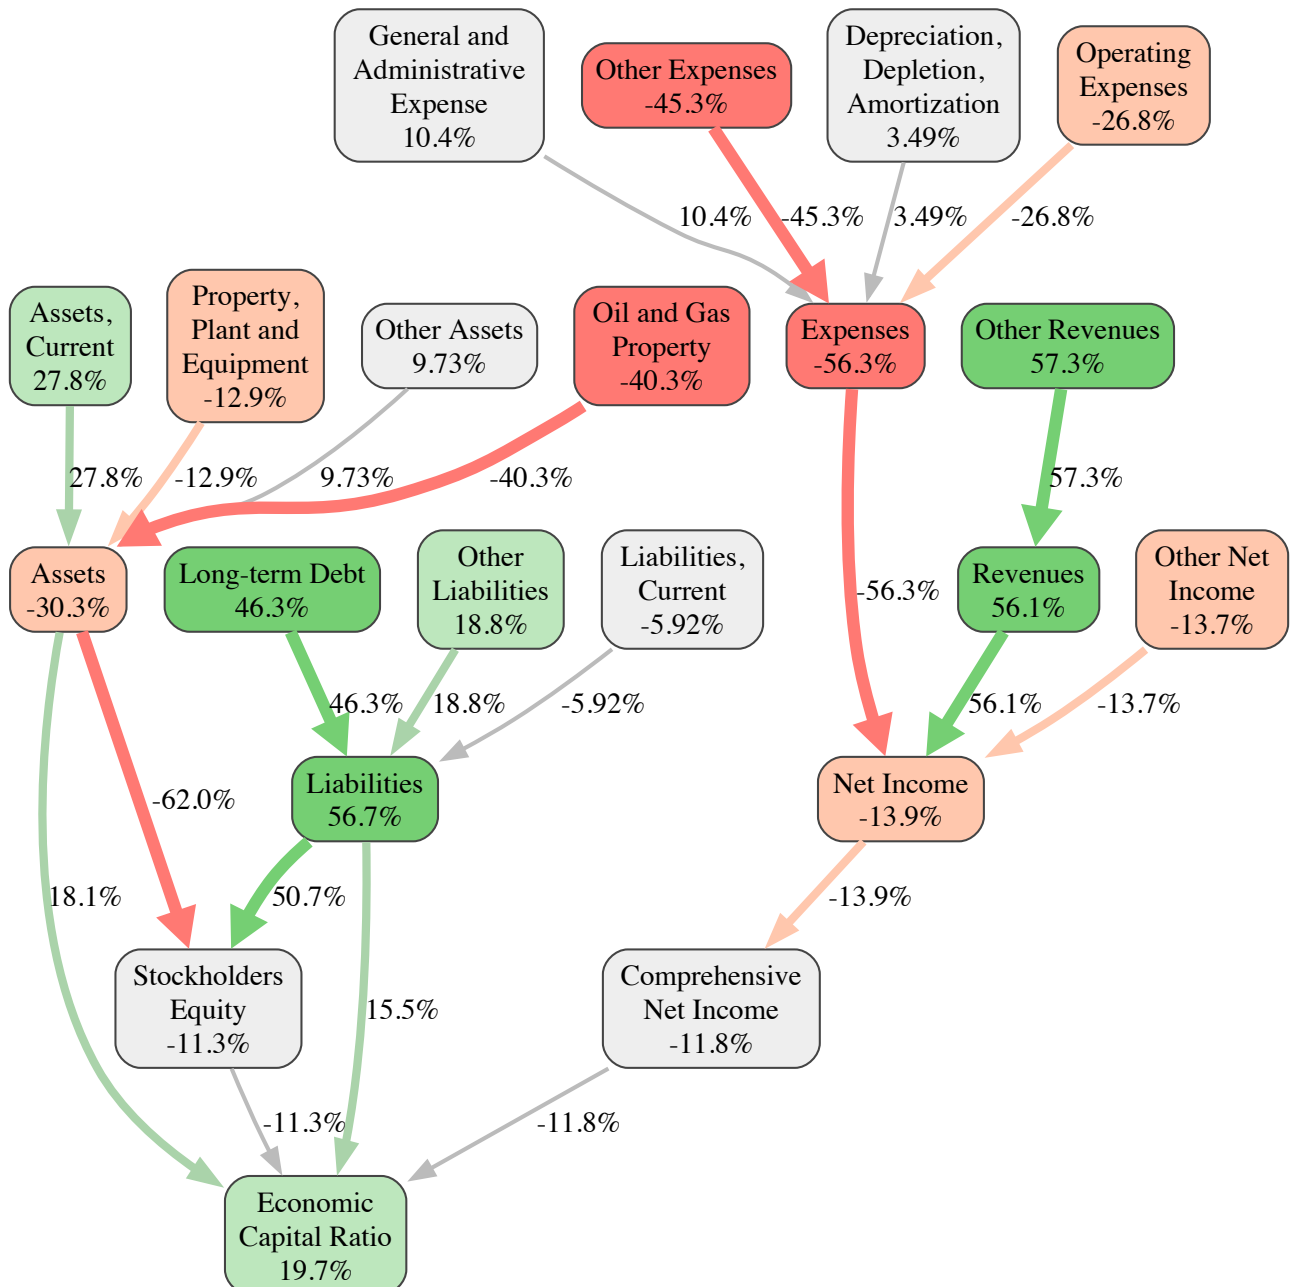 General and
Administrative
Expense
10.4%
Other Expenses
-45.3%
Depreciation,
Depletion,
Amortization
3.49%
Operating
Expenses
-26.8%
10.4%
-45.3%
3.49%
-26.8%
Assets,
Current
27.8%
Property,
Plant and
Equipment
-12.9%
Other Assets
9.73%
Oil and Gas
Property
-40.3%
Expenses
-56.3%
Other Revenues
57.3%
27.8%
-12.9%
9.73%
-40.3%
57.3%
Assets
-30.3%
Long-term Debt
46.3%
Other
Liabilities
18.8%
Liabilities,
Current
-5.92%
-56.3%
Revenues
56.1%
Other Net
Income
-13.7%
46.3%
18.8%
-5.92%
56.1%
-13.7%
-62.0%
Liabilities
56.7%
Net Income
-13.9%
18.1%
50.7%
-13.9%
Stockholders
Equity
-11.3%
15.5%
Comprehensive
Net Income
-11.8%
-11.3%
-11.8%
Economic
Capital Ratio
19.7%